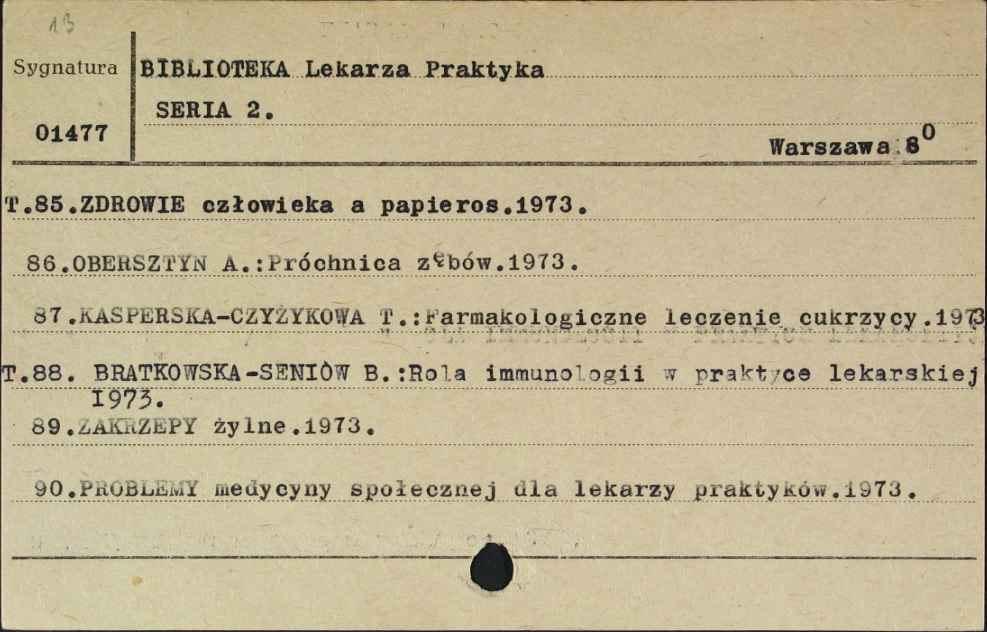 13
Sygnatura BIBLIOTEKA Lekarza Praktyka
SERIA 2.
01477
Warszawa 8⁰
T.85.ZDROWIE człowieka a papieros.1973.
86.OBERSZTYN A.:Próchnica zębów.1973.
87.KASPERSKA-CZYŻYKOWA T.:Farmakologiczne leczenie cukrzycy.1973
T.88. BRATKOWSKA-SENIÓW B.:Rola immunologii w praktyce lekarskiej
I973.
89.ZAKRZEPY żylne.1973.
90.PROBLEMY medycyny społecznej dla lekarzy praktyków.1973.